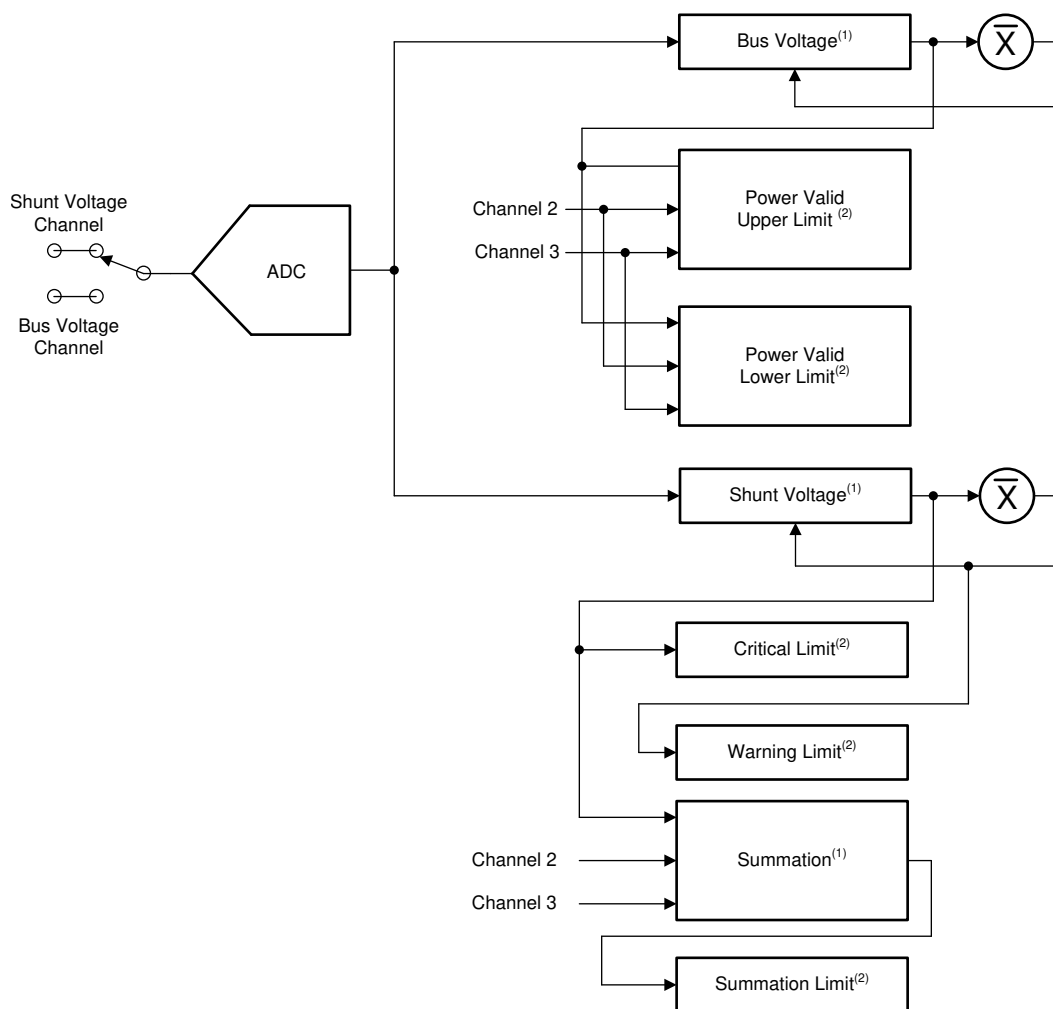 Bus Voltage(1)
X̅
Shunt Voltage
Channel
ADC
Bus Voltage
Channel
Channel 2
Channel 3
Power Valid
Upper Limit (2)
Power Valid
Lower Limit(2)
Shunt Voltage(1)
X̅
Critical Limit(2)
Warning Limit(2)
Channel 2
Channel 3
Summation(1)
Summation Limit(2)